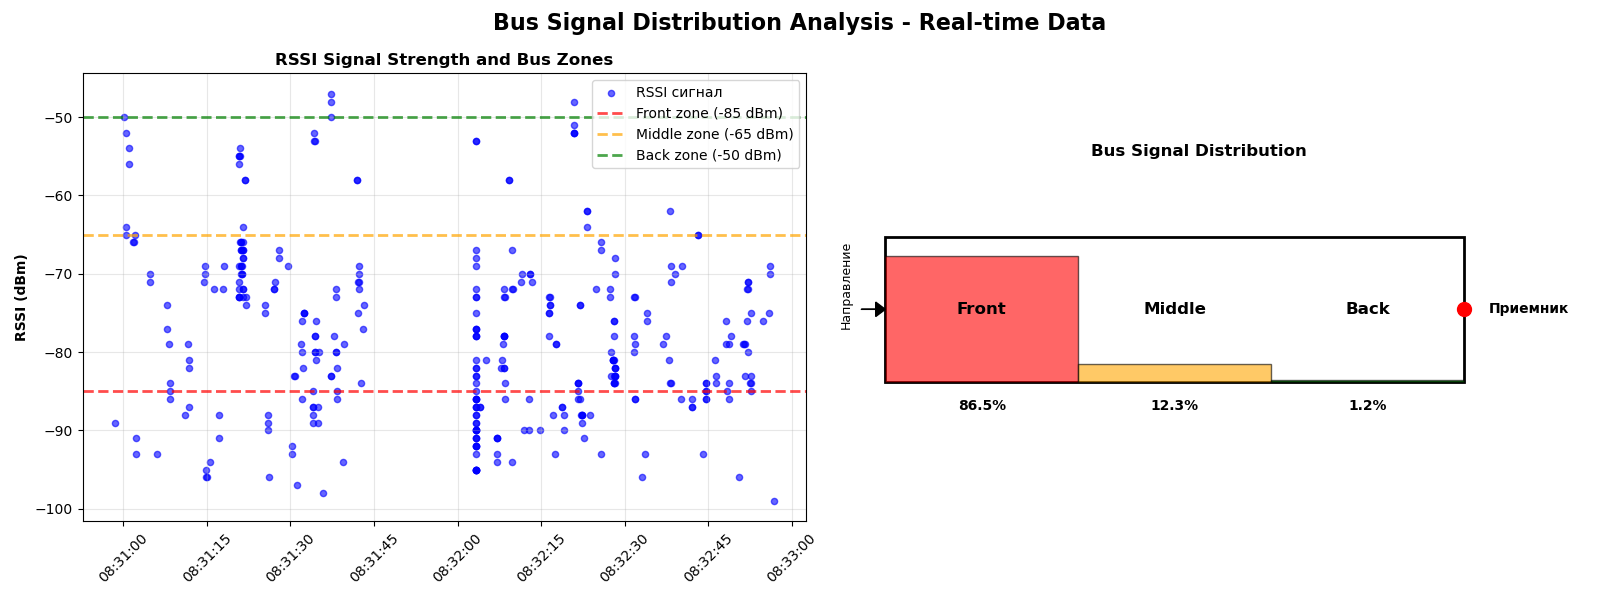 Bus Signal Distribution Analysis - Real-time Data
RSSI Signal Strength and Bus Zones
RSSI сигнал
Front zone (-85 dBm)
Middle zone (-65 dBm)
Back zone (-50 dBm)
RSSI (dBm)
−50
−60
−70
−80
−90
−100
08:31:00
08:31:15
08:31:30
08:31:45
08:32:00
08:32:15
08:32:30
08:32:45
08:33:00
Bus Signal Distribution
Направление
Front
Middle
Back
Приемник
86.5%
12.3%
1.2%